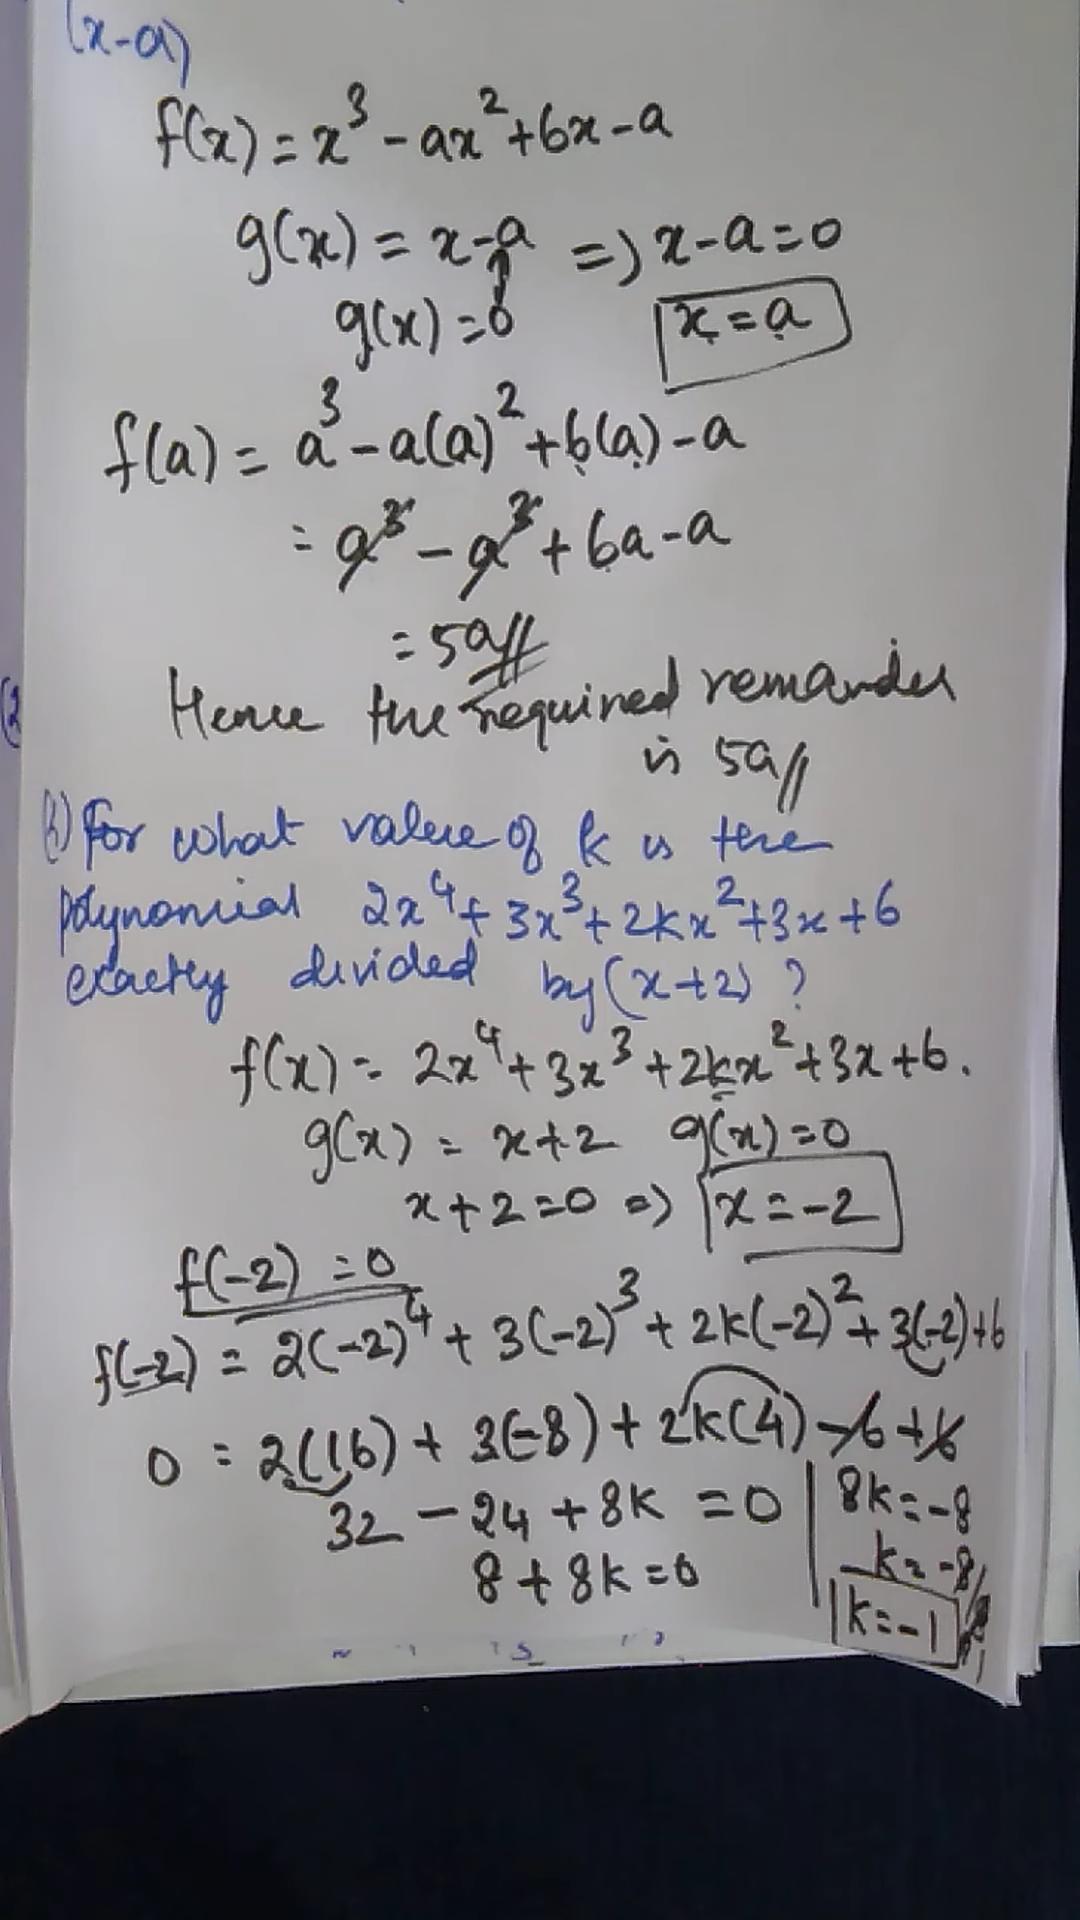 (x-a)
f(x) = x³ - ax² + 6x - a
g(x) = x-a => x-a=0
g(x) = 0 x = a
f(a) = a³ - a(a)² + 6(a) - a
= a³ - a³ + 6a - a
= 5a//
Hence the required remainder
is 5a//
For what value of k is the
polynomial 2x⁴ + 3x³ + 2kx² + 3x + 6
exactly divided by (x+2) ?
f(x) = 2x⁴ + 3x³ + 2kx² + 3x + 6.
g(x) = x+2 g(x) = 0
x+2=0 => x = -2
f(-2) = 0
f(-2) = 2(-2)⁴ + 3(-2)³ + 2k(-2)² + 3(-2)+6
0 = 2(16) + 3(-8) + 2k(4) - 6 + 6
32 - 24 + 8k = 0
8 + 8k = 0
8k = -8
k = -8/
k = -1